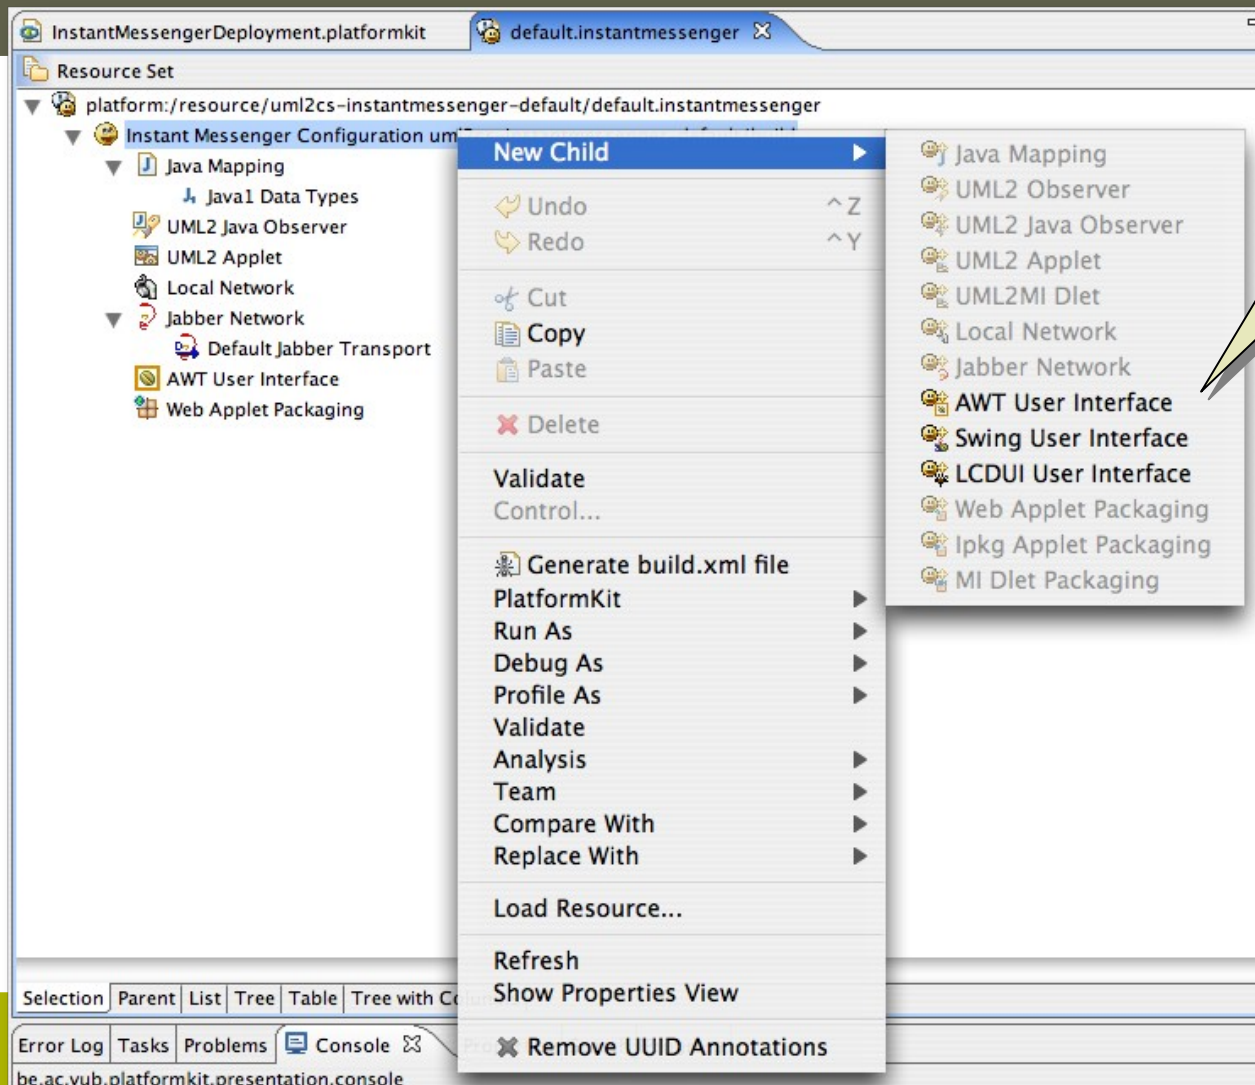 InstantMessengerDeployment.platformkit
default.instantmessenger
Resource Set
platform:/resource/uml2cs-instantmessenger-default/default.instantmessenger
Instant Messenger Configuration
Java Mapping
Java1 Data Types
UML2 Java Observer
UML2 Applet
Local Network
Jabber Network
Default Jabber Transport
AWT User Interface
Web Applet Packaging
New Child
Undo ^Z
Redo ^Y
Cut
Copy
Paste
Delete
Validate
Control...
Generate build.xml file
PlatformKit
Run As
Debug As
Profile As
Validate
Analysis
Team
Compare With
Replace With
Load Resource...
Refresh
Show Properties View
Remove UUID Annotations
Java Mapping
UML2 Observer
UML2 Java Observer
UML2 Applet
UML2MI Dlet
Local Network
Jabber Network
AWT User Interface
Swing User Interface
LCDUI User Interface
Web Applet Packaging
Ipkg Applet Packaging
MI Dlet Packaging
Selection Parent List Tree Table Tree with
Error Log Tasks Problems Console
be.ac.vub.platformkit.presentation.console